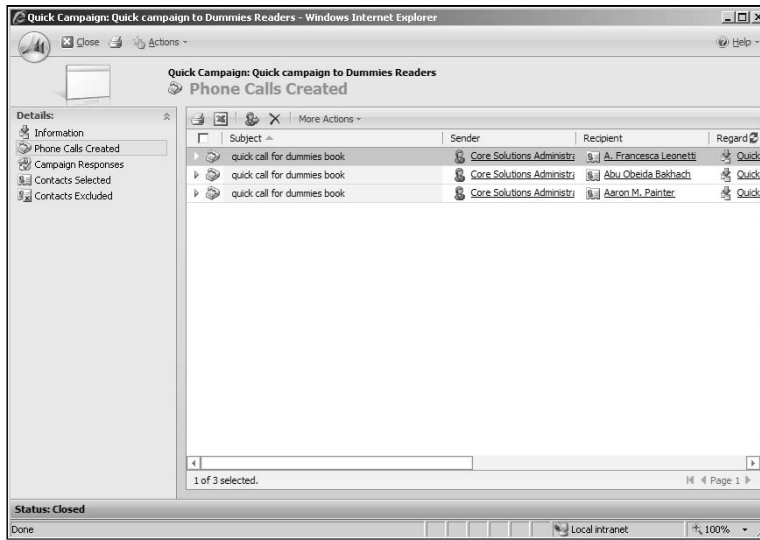 Quick Campaign: Quick campaign to Dummies Readers - Windows Internet Explorer
Close Actions Help
Quick Campaign: Quick campaign to Dummies Readers
Phone Calls Created
Details:
Information
Phone Calls Created
Campaign Responses
Contacts Selected
Contacts Excluded
More Actions
Subject Sender Recipient Regard
quick call for dummies book Core Solutions Administra A. Francesca Leonetti Quick
quick call for dummies book Core Solutions Administra Abu Obeida Bakhach Quick
quick call for dummies book Core Solutions Administra Aaron M. Painter Quick
1 of 3 selected. Page 1
Status: Closed
Done Local intranet 100%